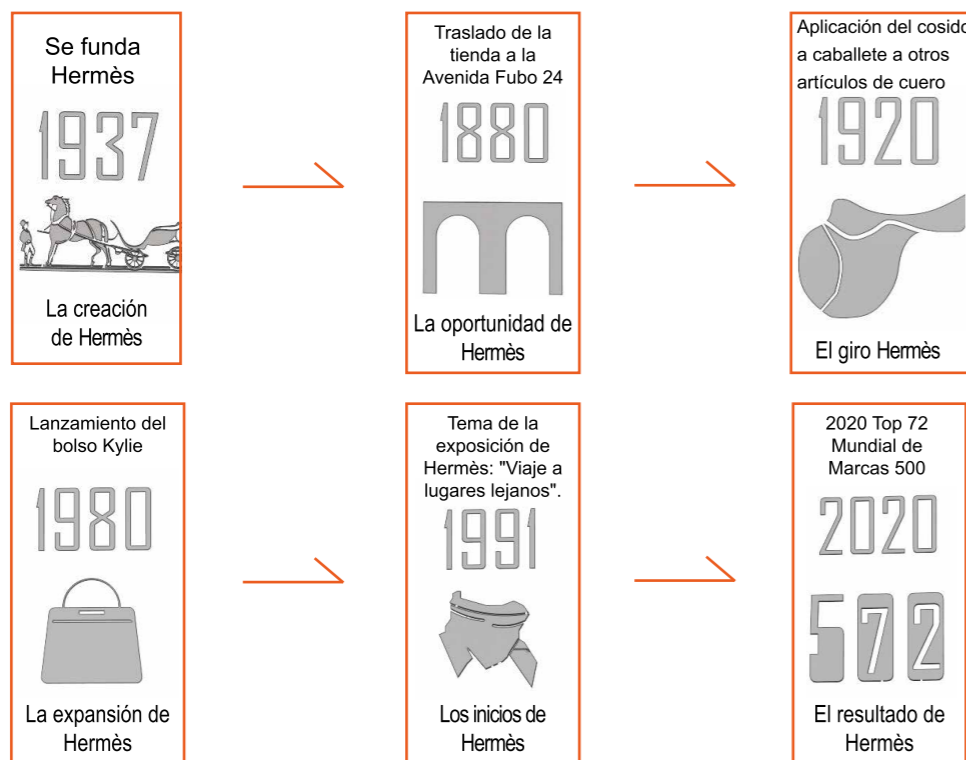 Se funda
Hermès
1937
La creación
de Hermès
Traslado de la
tienda a la
Avenida Fubo 24
1880
La oportunidad de
Hermès
Aplicación del cosido
a caballete a otros
artículos de cuero
1920
El giro Hermès
Lanzamiento del
bolso Kylie
1980
La expansión de
Hermès
Tema de la
exposición de
Hermès: "Viaje a
lugares lejanos".
1991
Los inicios de
Hermès
2020 Top 72
Mundial de
Marcas 500
2020
572
El resultado de
Hermès